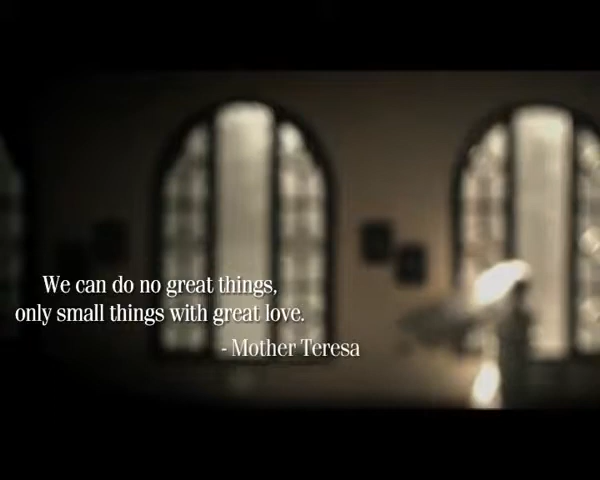 We can do no great things,
only small things with great love.
- Mother Teresa